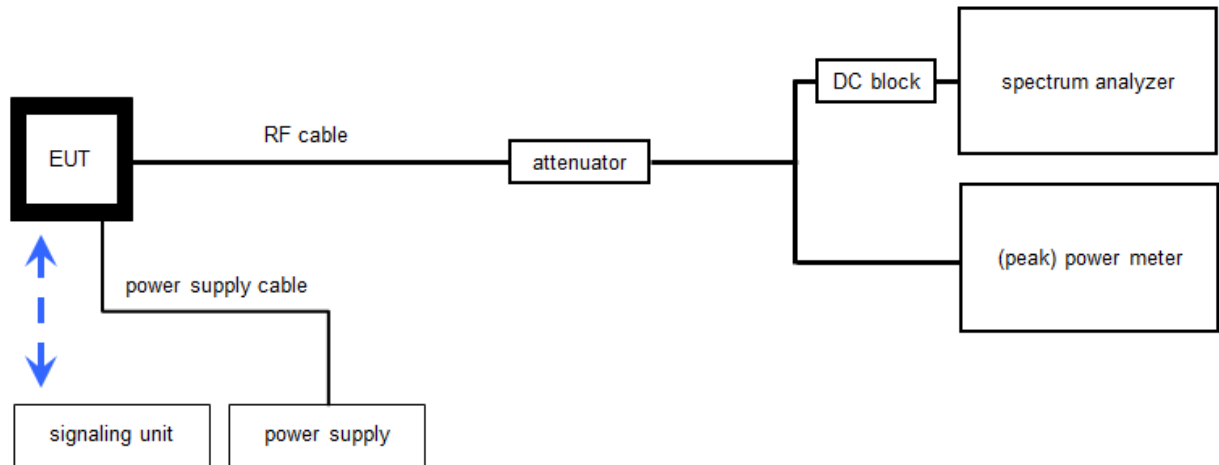 DC block
spectrum analyzer
RF cable
EUT
attenuator
(peak) power meter
power supply cable
signaling unit
power supply